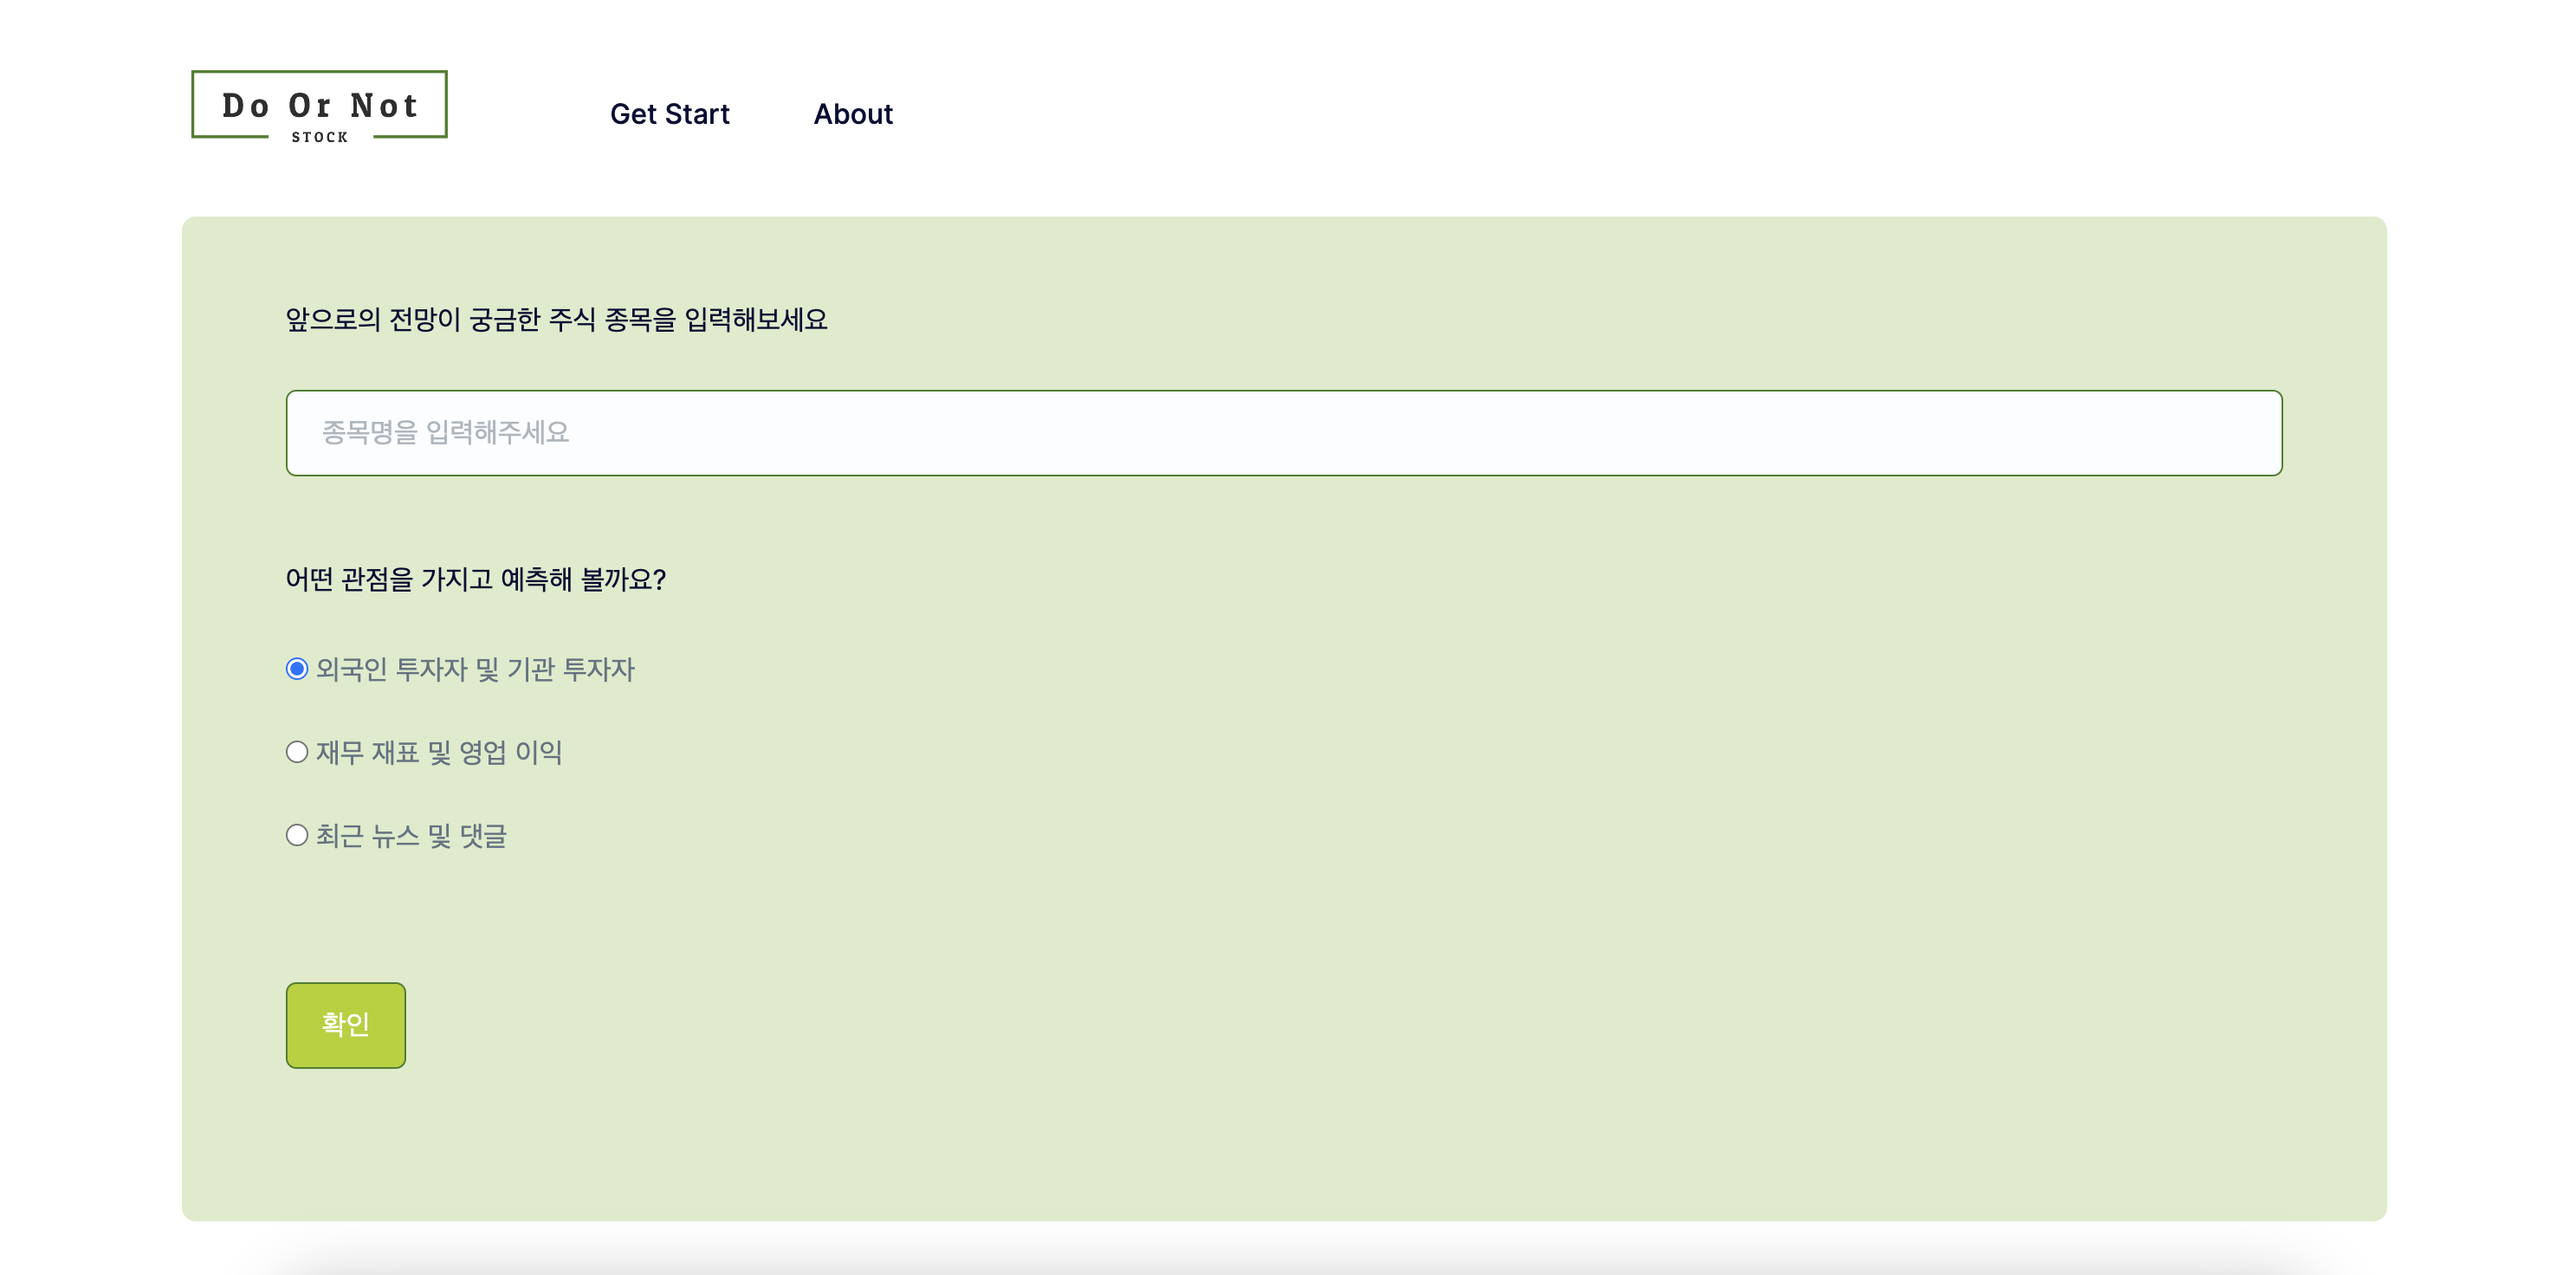 Do Or Not
STOCK
Get Start
About
앞으로의 전망이 궁금한 주식 종목을 입력해보세요
종목명을 입력해주세요
어떤 관점을 가지고 예측해 볼까요?
외국인 투자자 및 기관 투자자
재무 재표 및 영업 이익
최근 뉴스 및 댓글
확인